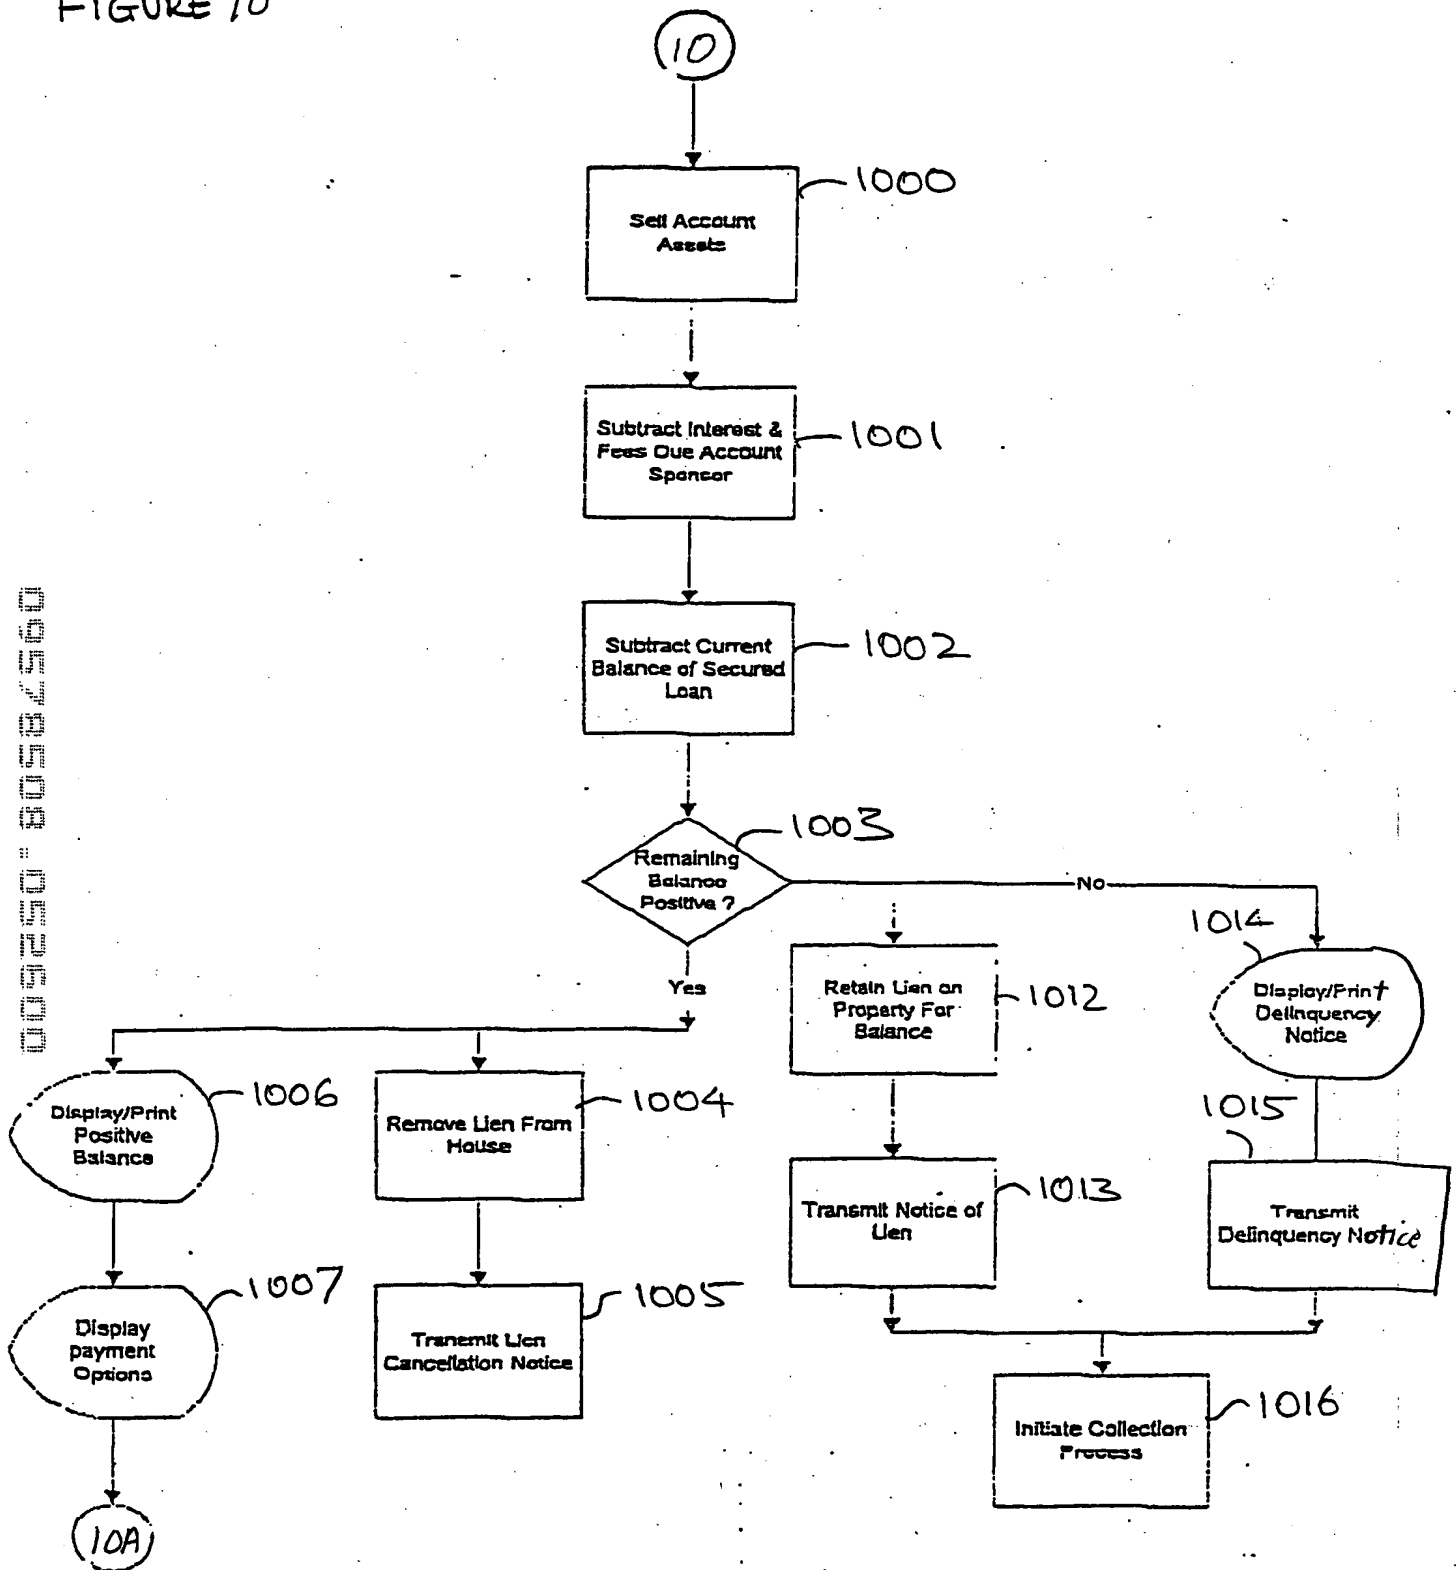 FIGURE 10
10
1000
Sell Account
Assets
1001
Subtract Interest &
Fees Due Account
Sponsor
1002
Subtract Current
Balance of Secured
Loan
1003
Remaining
Balance
Positive ?
No
Yes
1014
Display/Print
Delinquency
Notice
1012
Retain Lien on
Property For
Balance
1006
Display/Print
Positive
Balance
1004
Remove Lien From
House
1015
Transmit
Delinquency Notice
1013
Transmit Notice of
Lien
1007
Display
payment
Options
1005
Transmit Lien
Cancellation Notice
1016
Initiate Collection
Process
10A
09578508.052600